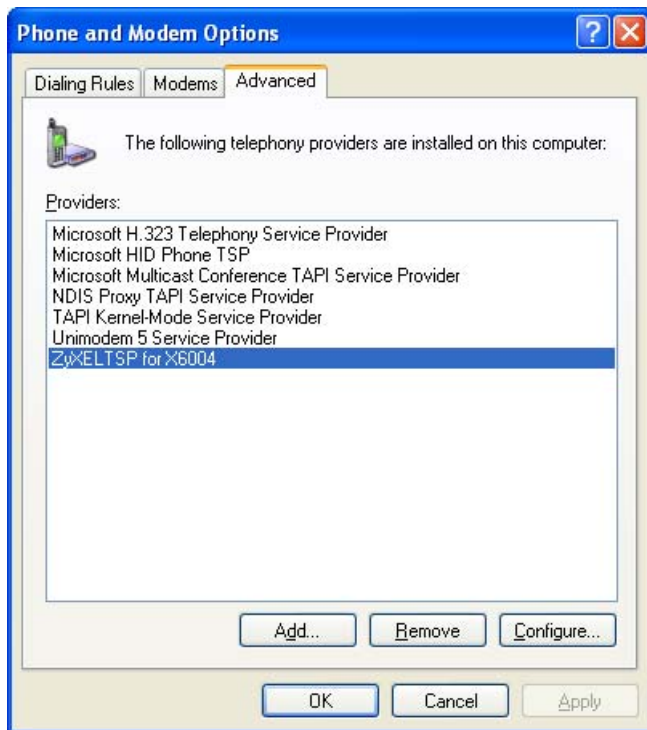 Phone and Modem Options
Dialing Rules Modems Advanced
The following telephony providers are installed on this computer:
Providers:
Microsoft H.323 Telephony Service Provider
Microsoft HID Phone TSP
Microsoft Multicast Conference TAPI Service Provider
NDIS Proxy TAPI Service Provider
TAPI Kernel-Mode Service Provider
Unimodem 5 Service Provider
ZyXELTSP for X6004
Add... Remove Configure...
OK Cancel Apply